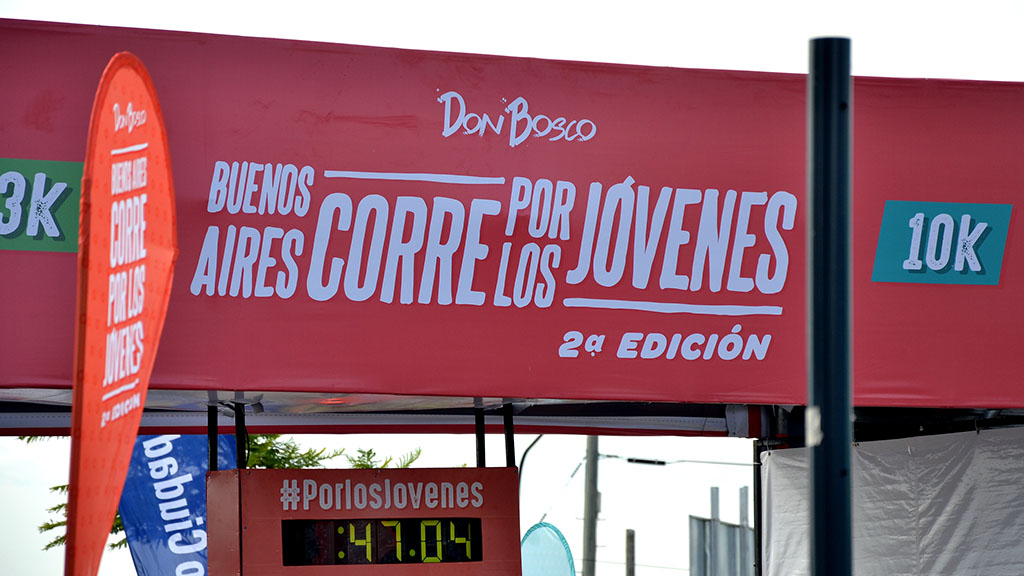 DON BOSCO
BUENOS AIRES CORRE POR LOS JÓVENES
2ª EDICIÓN
3K
10K
DON BOSCO
BUENOS AIRES
CORRE
POR LOS
JÓVENES
2ª EDICIÓN
#PorlosJovenes
:47.04
o Ciudad